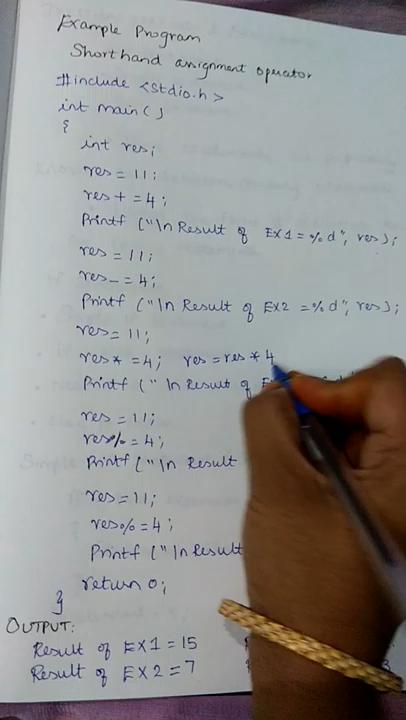 Example Program
Shorthand assignment operator
#include <stdio.h>
int main()
{
int res;
res = 11;
res+ = 4;
Printf ("\n Result of EX1 = %d", res);
res = 11;
res_ = 4;
Printf ("\n Result of EX2 = %d", res);
res = 11;
res* = 4; res = res * 4
Printf (" \n Result of
res = 11;
res% = 4;
Printf ("\n Result
res = 11;
res% = 4;
Printf ("\n Result
return 0;
}
OUTPUT:
Result of EX1 = 15
Result of EX2 = 7